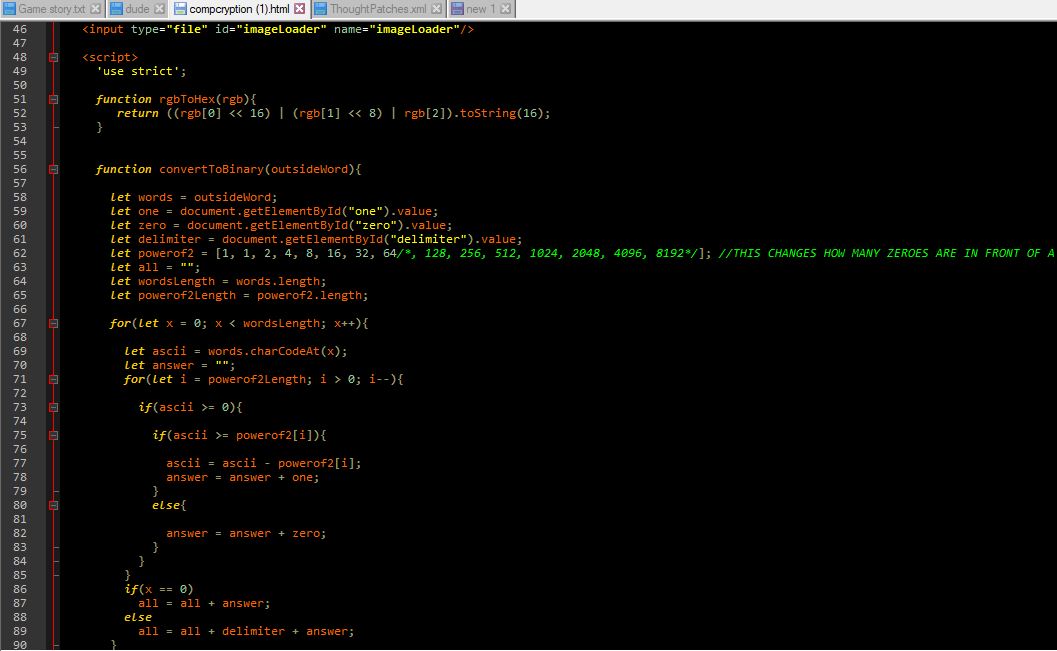 Game story.txt dude compcryption (1).html ThoughtPatches.xml new 1
46 <input type="file" id="imageLoader" name="imageLoader"/>
47
48 <script>
49 'use strict';
50
51 function rgbToHex(rgb){
52 return ((rgb[0] << 16) | (rgb[1] << 8) | rgb[2]).toString(16);
53 }
54
55
56 function convertToBinary(outsideWord){
57
58 let words = outsideWord;
59 let one = document.getElementById("one").value;
60 let zero = document.getElementById("zero").value;
61 let delimiter = document.getElementById("delimiter").value;
62 let powerof2 = [1, 1, 2, 4, 8, 16, 32, 64/*, 128, 256, 512, 1024, 2048, 4096, 8192*/]; //THIS CHANGES HOW MANY ZEROES ARE IN FRONT OF A
63 let all = "";
64 let wordsLength = words.length;
65 let powerof2Length = powerof2.length;
66
67 for(let x = 0; x < wordsLength; x++){
68
69 let ascii = words.charCodeAt(x);
70 let answer = "";
71 for(let i = powerof2Length; i > 0; i--){
72
73 if(ascii >= 0){
74
75 if(ascii >= powerof2[i]){
76
77 ascii = ascii - powerof2[i];
78 answer = answer + one;
79 }
80 else{
81
82 answer = answer + zero;
83 }
84 }
85 }
86 if(x == 0)
87 all = all + answer;
88 else
89 all = all + delimiter + answer;
90 }